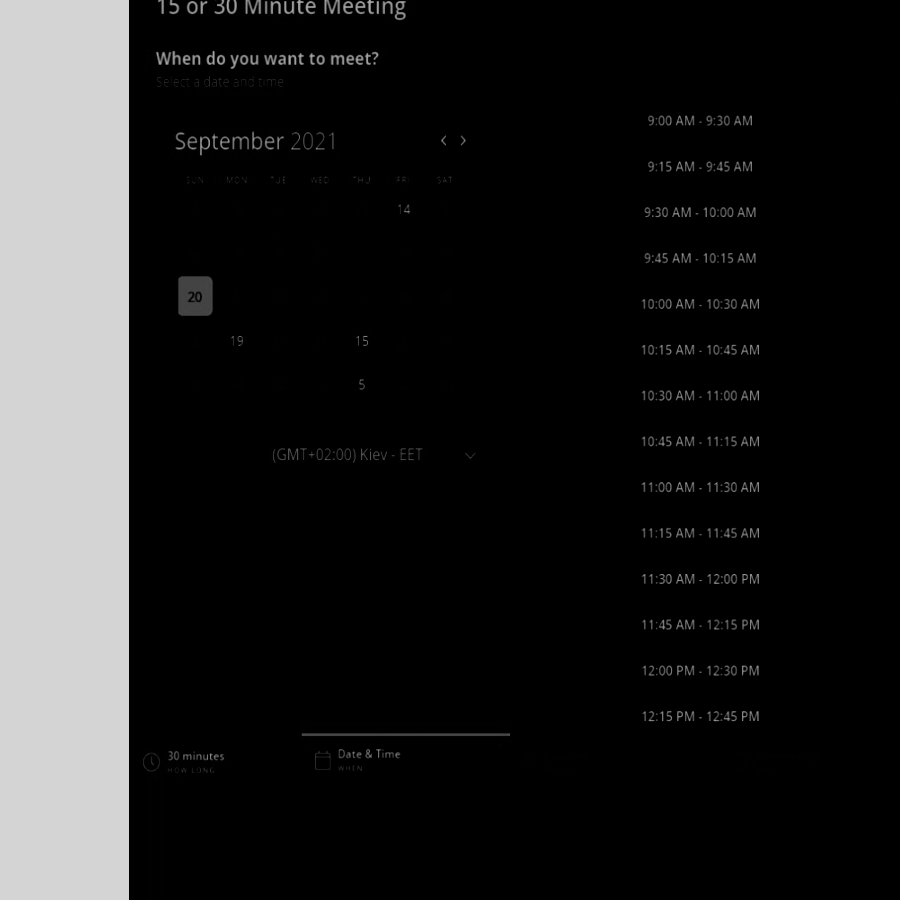 15 or 30 Minute Meeting
When do you want to meet?
Select a date and time.
September 2021
SUN MON TUE WED THU FRI SAT
14
20
19 15
5
(GMT+02:00) Kiev - EET
9:00 AM - 9:30 AM
9:15 AM - 9:45 AM
9:30 AM - 10:00 AM
9:45 AM - 10:15 AM
10:00 AM - 10:30 AM
10:15 AM - 10:45 AM
10:30 AM - 11:00 AM
10:45 AM - 11:15 AM
11:00 AM - 11:30 AM
11:15 AM - 11:45 AM
11:30 AM - 12:00 PM
11:45 AM - 12:15 PM
12:00 PM - 12:30 PM
12:15 PM - 12:45 PM
30 minutes
HOW LONG
Date & Time
WHEN